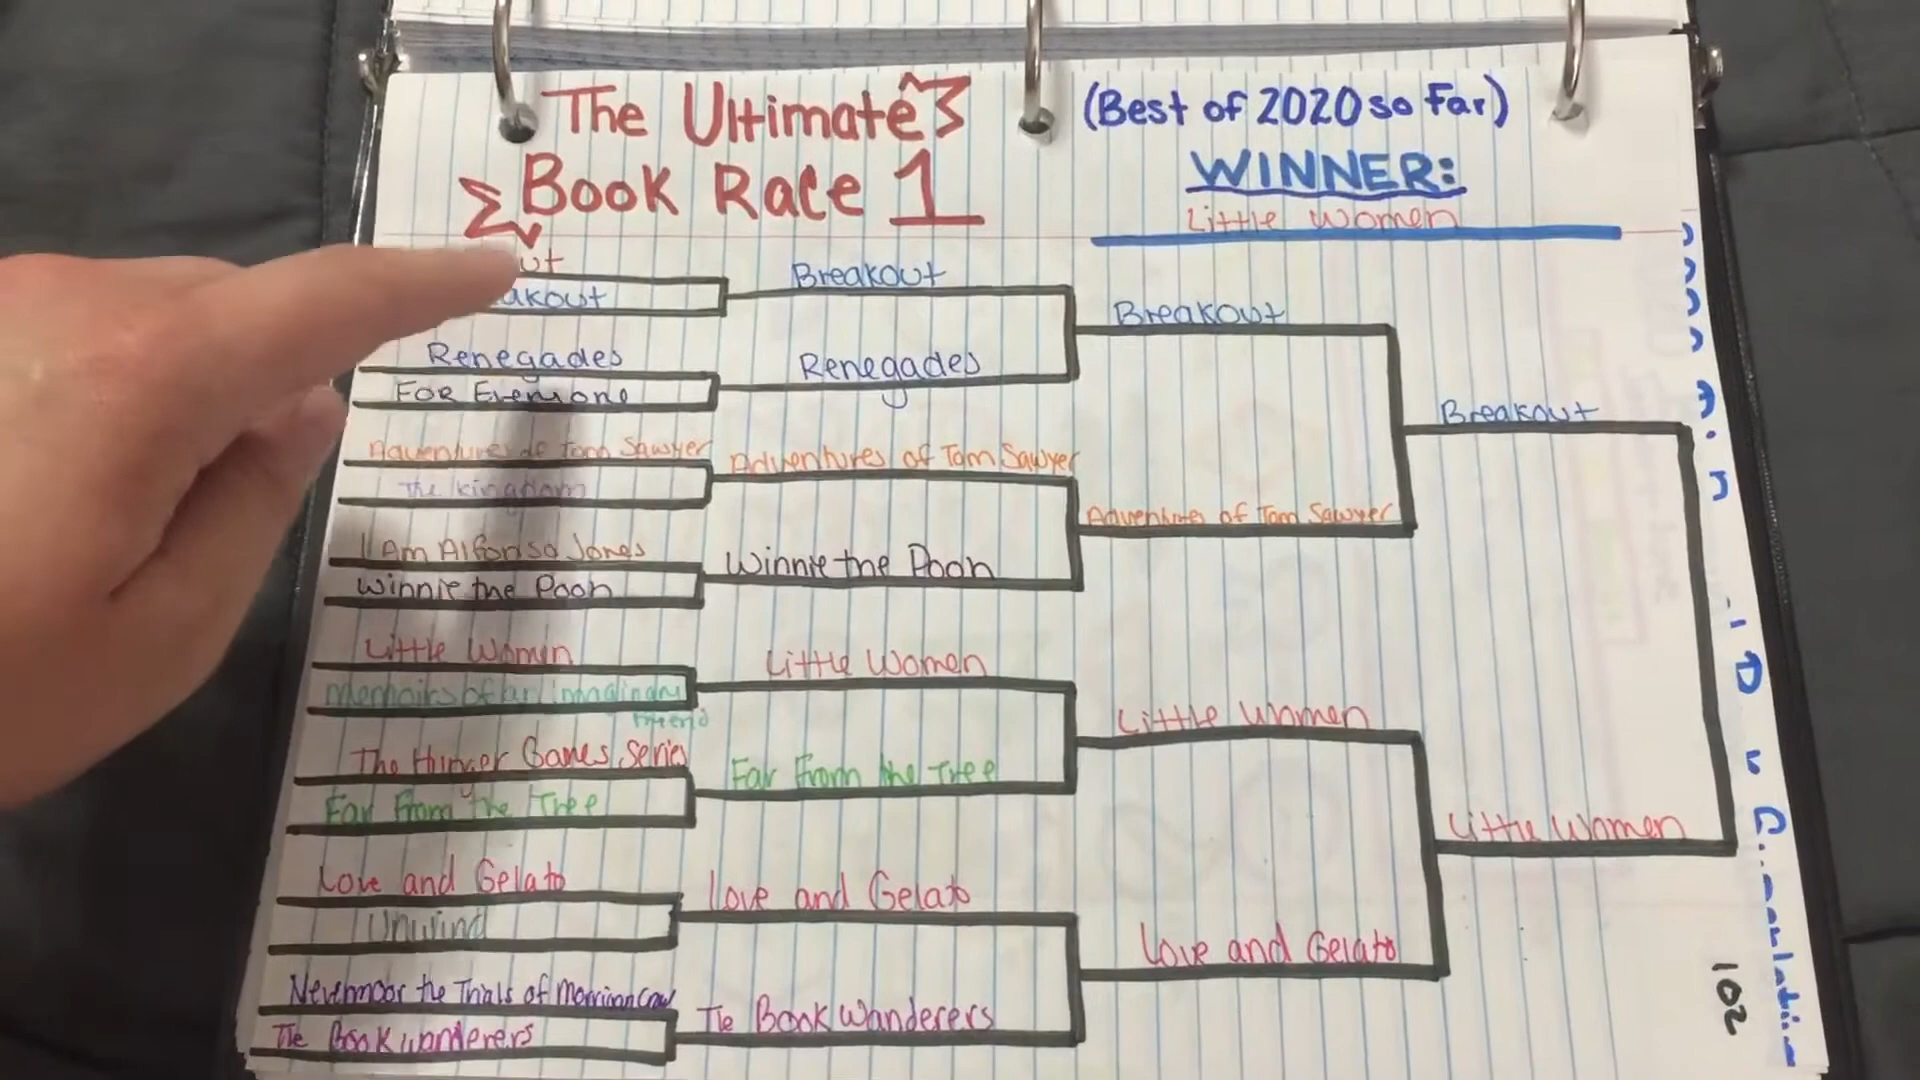 The Ultimate
Book Race 1
(Best of 2020 so Far)
WINNER:
Little Women
Breakout
Renegades
FOR Everyone
Adventures of Tom Sawyer
The Kingdom
I Am Alfonso Jones
Winnie the Pooh
Little Women
Memoirs of an Imaginary
Friend
The Hunger Games Series
Far From the Tree
Love and Gelato
Unwind
Nevermoor the Trials of Morrigan Crow
The Book wanderers
Breakout
Renegades
Adventures of Tom Sawyer
Winnie the Pooh
Little Women
Far From the Tree
Love and Gelato
The Book Wanderers
Breakout
Adventures of Tom Sawyer
Little Women
Love and Gelato
Breakout
Little Women
102